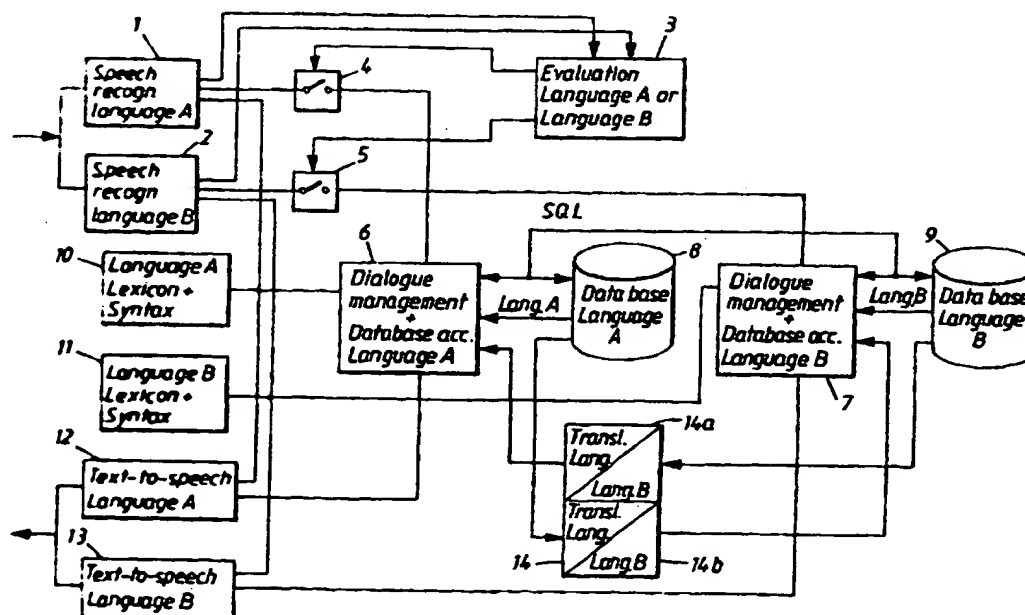 1
Speech
recogn
language A
2
Speech
recogn
language B
3
Evaluation
Language A or
Language B
4
5
SQL
6
Dialogue
management
+
Database acc.
Language A
Lang. A
8
Data base
Language
A
Dialogue
management
+
Database acc.
Language B
7
Lang.B
9
Data base
Language
B
10
Language A
Lexicon +
Syntax
11
Language B
Lexicon +
Syntax
12
Text-to-speech
Language A
13
Text-to-speech
Language B
14a
Transl.
Lang.
Lang.B
Transl.
Lang.
Lang.B
14
14b